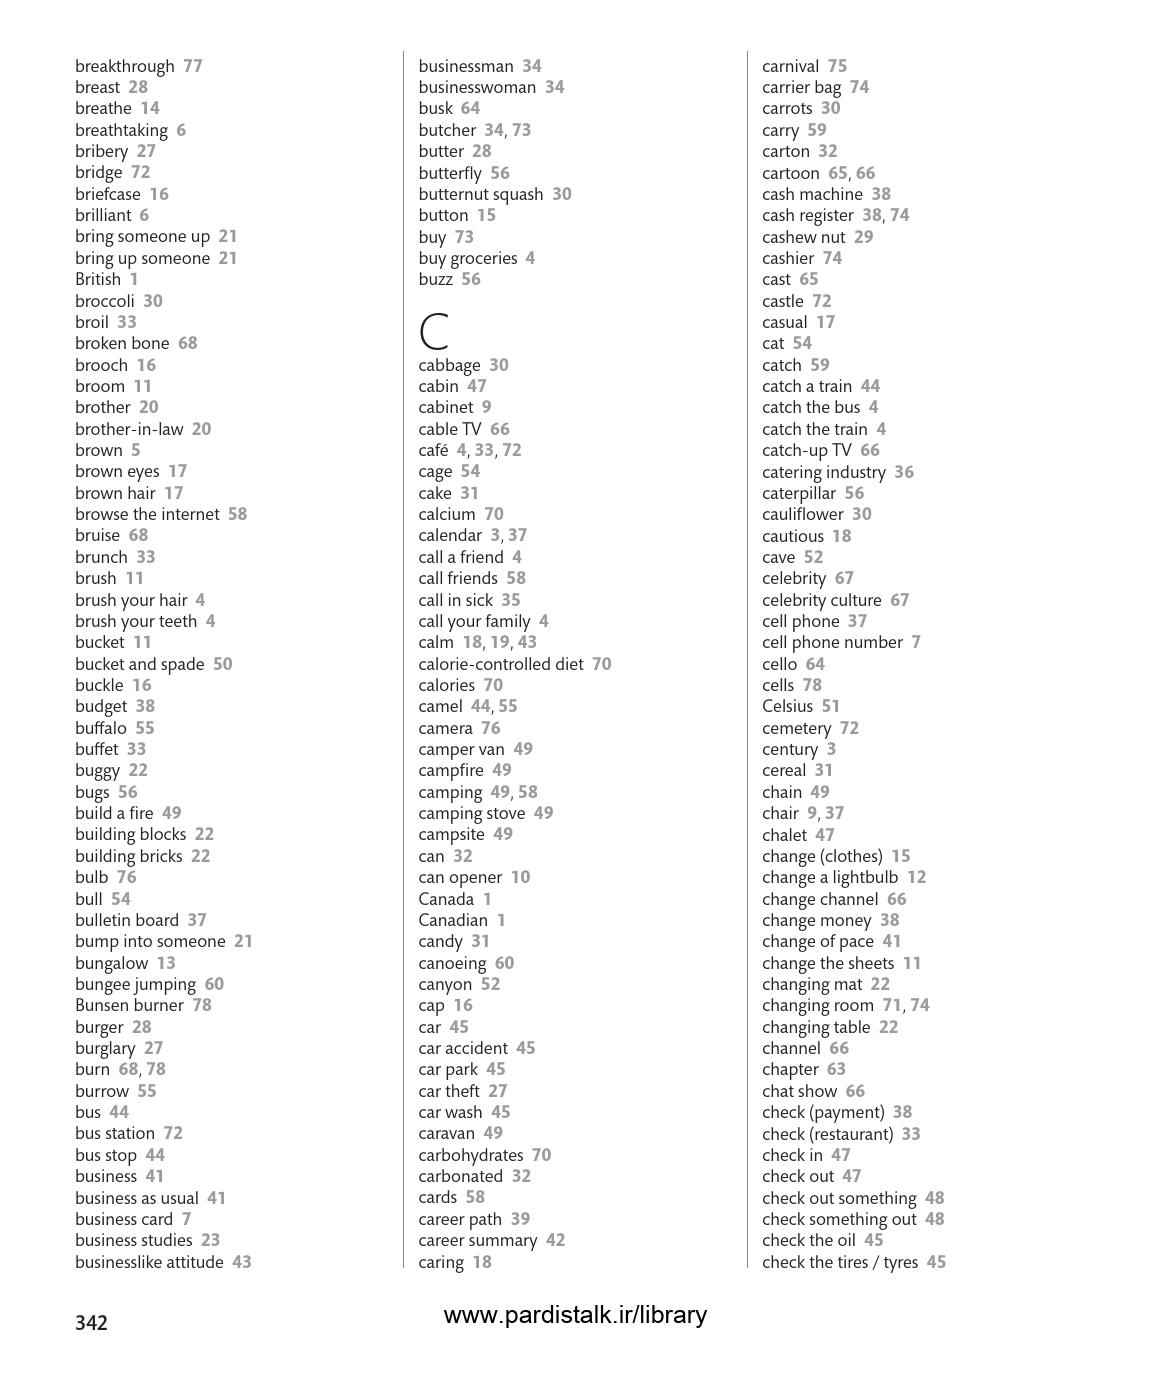 breakthrough 77
breast 28
breathe 14
breathtaking 6
bribery 27
bridge 72
briefcase 16
brilliant 6
bring someone up 21
bring up someone 21
British 1
broccoli 30
broil 33
broken bone 68
brooch 16
broom 11
brother 20
brother-in-law 20
brown 5
brown eyes 17
brown hair 17
browse the internet 58
bruise 68
brunch 33
brush 11
brush your hair 4
brush your teeth 4
bucket 11
bucket and spade 50
buckle 16
budget 38
buffalo 55
buffet 33
buggy 22
bugs 56
build a fire 49
building blocks 22
building bricks 22
bulb 76
bull 54
bulletin board 37
bump into someone 21
bungalow 13
bungee jumping 60
Bunsen burner 78
burger 28
burglary 27
burn 68, 78
burrow 55
bus 44
bus station 72
bus stop 44
business 41
business as usual 41
business card 7
business studies 23
businesslike attitude 43
businessman 34
businesswoman 34
busk 64
butcher 34, 73
butter 28
butterfly 56
butternut squash 30
button 15
buy 73
buy groceries 4
buzz 56
C
cabbage 30
cabin 47
cabinet 9
cable TV 66
café 4, 33, 72
cage 54
cake 31
calcium 70
calendar 3, 37
call a friend 4
call friends 58
call in sick 35
call your family 4
calm 18, 19, 43
calorie-controlled diet 70
calories 70
camel 44, 55
camera 76
camper van 49
campfire 49
camping 49, 58
camping stove 49
campsite 49
can 32
can opener 10
Canada 1
Canadian 1
candy 31
canoeing 60
canyon 52
cap 16
car 45
car accident 45
car park 45
car theft 27
car wash 45
caravan 49
carbohydrates 70
carbonated 32
cards 58
career path 39
career summary 42
caring 18
carnival 75
carrier bag 74
carrots 30
carry 59
carton 32
cartoon 65, 66
cash machine 38
cash register 38, 74
cashew nut 29
cashier 74
cast 65
castle 72
casual 17
cat 54
catch 59
catch a train 44
catch the bus 4
catch the train 4
catch-up TV 66
catering industry 36
caterpillar 56
cauliflower 30
cautious 18
cave 52
celebrity 67
celebrity culture 67
cell phone 37
cell phone number 7
cello 64
cells 78
Celsius 51
cemetery 72
century 3
cereal 31
chain 49
chair 9, 37
chalet 47
change (clothes) 15
change a lightbulb 12
change channel 66
change money 38
change of pace 41
change the sheets 11
changing mat 22
changing room 71, 74
changing table 22
channel 66
chapter 63
chat show 66
check (payment) 38
check (restaurant) 33
check in 47
check out 47
check out something 48
check something out 48
check the oil 45
check the tires / tyres 45
342
www.pardistalk.ir/library